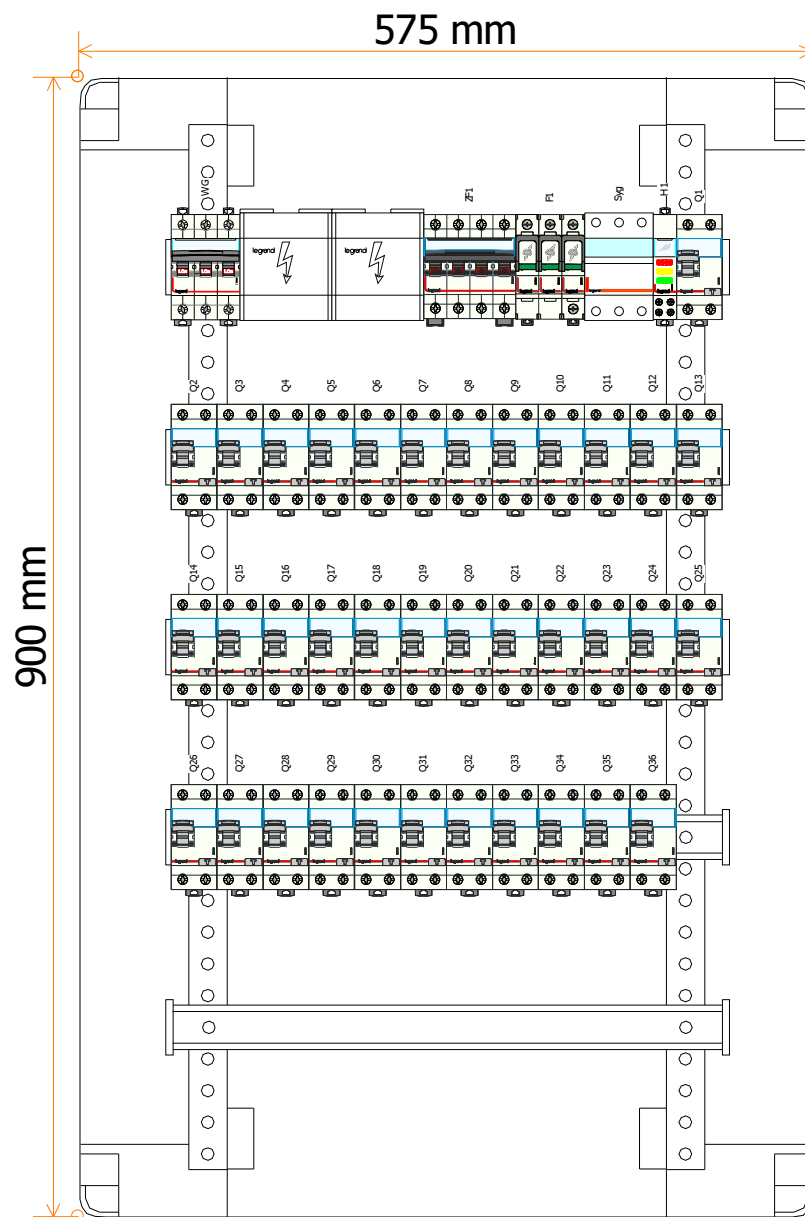 575 mm
900 mm
WG ZF1 F1 Syg H1 Q1
legrand legrand
Q2 Q3 Q4 Q5 Q6 Q7 Q8 Q9 Q10 Q11 Q12 Q13
Q14 Q15 Q16 Q17 Q18 Q19 Q20 Q21 Q22 Q23 Q24 Q25
Q26 Q27 Q28 Q29 Q30 Q31 Q32 Q33 Q34 Q35 Q36